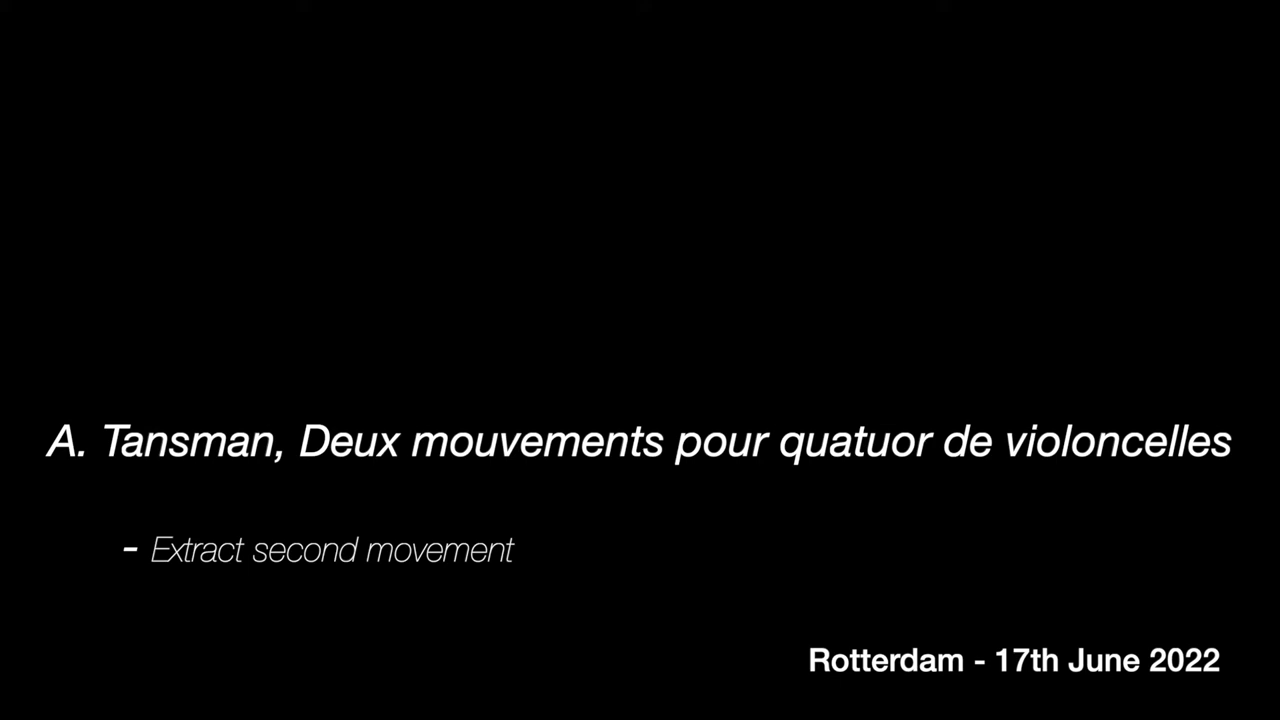 A. Tansman, Deux mouvements pour quatuor de violoncelles
- Extract second movement
Rotterdam - 17th June 2022